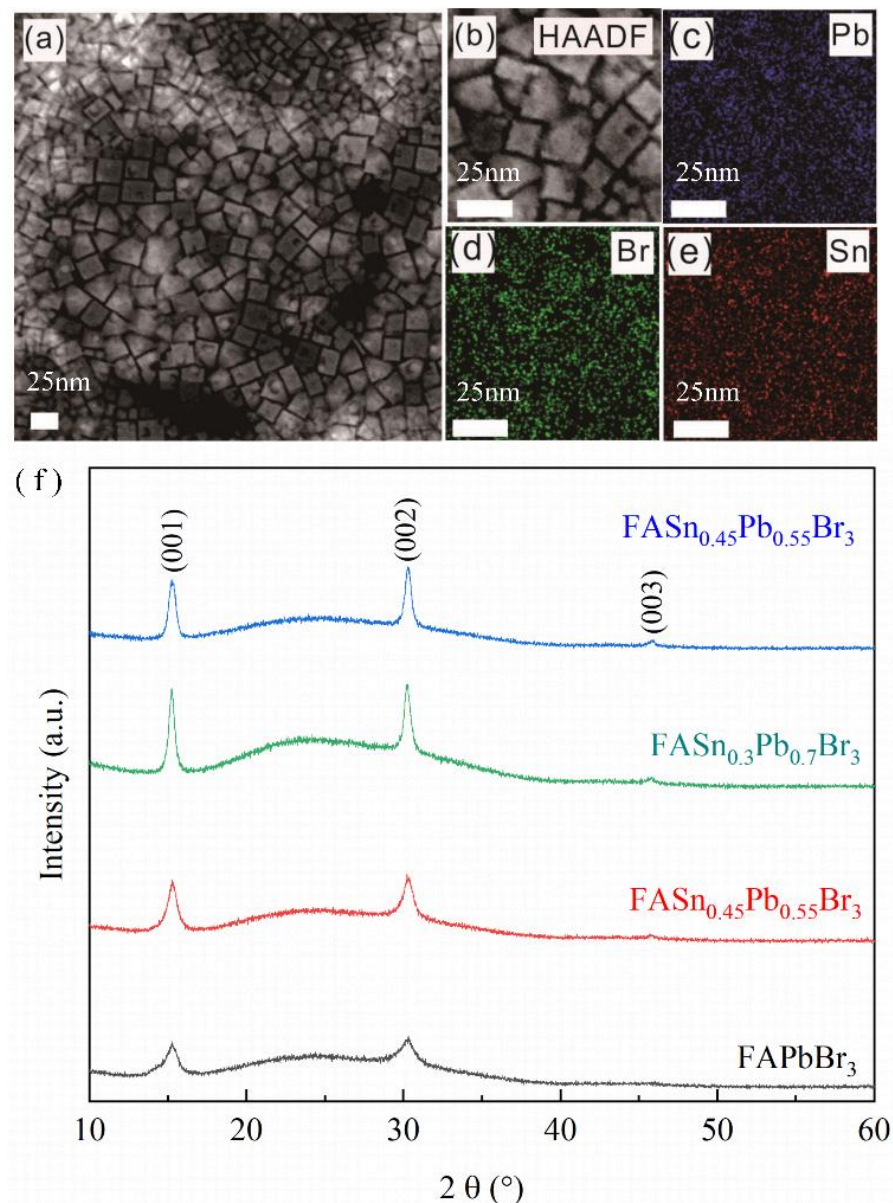 (a)
25nm
(b) HAADF
25nm
(c) Pb
25nm
(d) Br
25nm
(e) Sn
25nm
(f)
(001)
(002)
(003)
FASn₀.₄₅Pb₀.₅₅Br₃
FASn₀.₃Pb₀.₇Br₃
FASn₀.₄₅Pb₀.₅₅Br₃
FAPbBr₃
Intensity (a.u.)
10 20 30 40 50 60
2 θ (°)